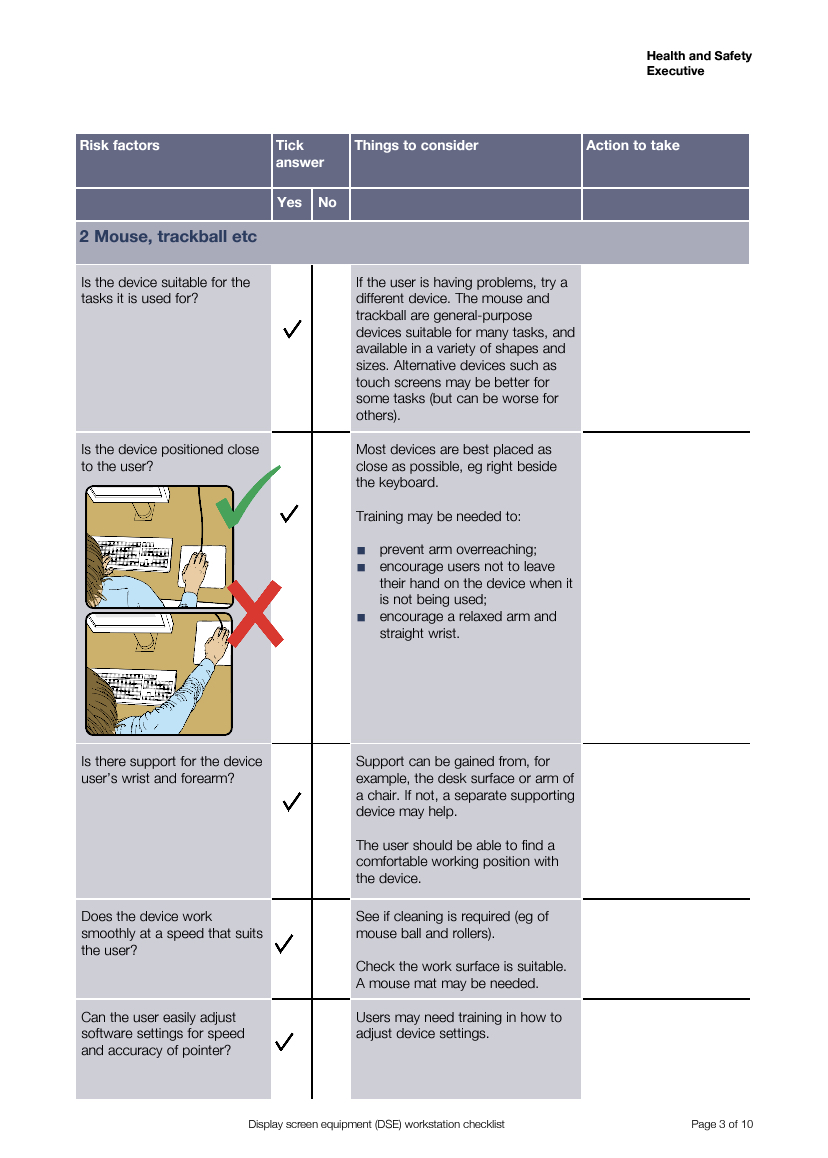 Health and Safety
Executive
Risk factors
Tick
answer
Things to consider
Action to take
Yes
No
2 Mouse, trackball etc
Is the device suitable for the
tasks it is used for?
If the user is having problems, try a
different device. The mouse and
trackball are general-purpose
devices suitable for many tasks, and
available in a variety of shapes and
sizes. Alternative devices such as
touch screens may be better for
some tasks (but can be worse for
others).
Is the device positioned close
to the user?
Most devices are best placed as
close as possible, eg right beside
the keyboard.
Training may be needed to:
■ prevent arm overreaching;
■ encourage users not to leave
their hand on the device when it
is not being used;
■ encourage a relaxed arm and
straight wrist.
Is there support for the device
user’s wrist and forearm?
Support can be gained from, for
example, the desk surface or arm of
a chair. If not, a separate supporting
device may help.
The user should be able to find a
comfortable working position with
the device.
Does the device work
smoothly at a speed that suits
the user?
See if cleaning is required (eg of
mouse ball and rollers).
Check the work surface is suitable.
A mouse mat may be needed.
Can the user easily adjust
software settings for speed
and accuracy of pointer?
Users may need training in how to
adjust device settings.
Display screen equipment (DSE) workstation checklist
Page 3 of 10